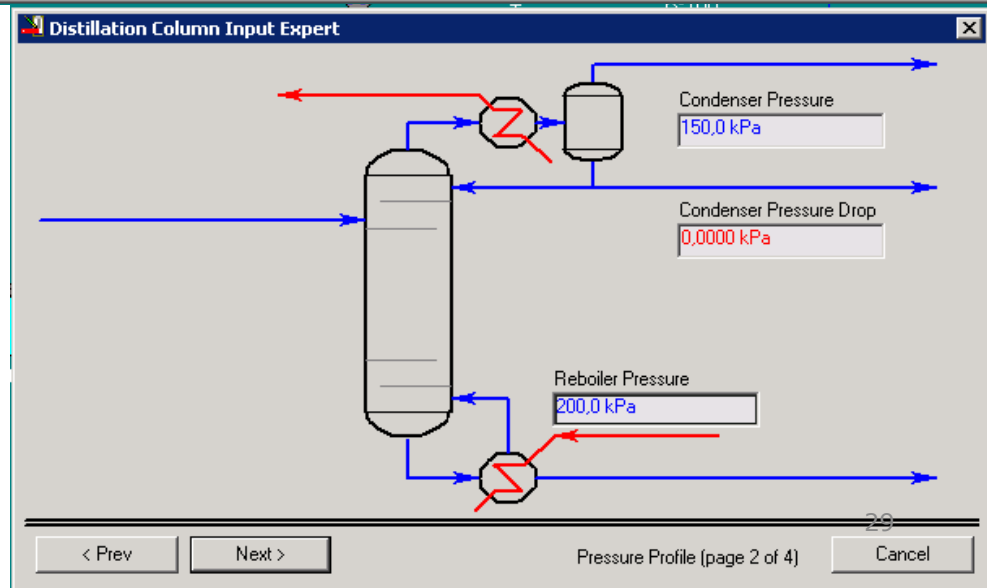 Distillation Column Input Expert
Condenser Pressure
150,0 kPa
Condenser Pressure Drop
0,0000 kPa
Reboiler Pressure
200,0 kPa
29
< Prev
Next >
Pressure Profile (page 2 of 4)
Cancel